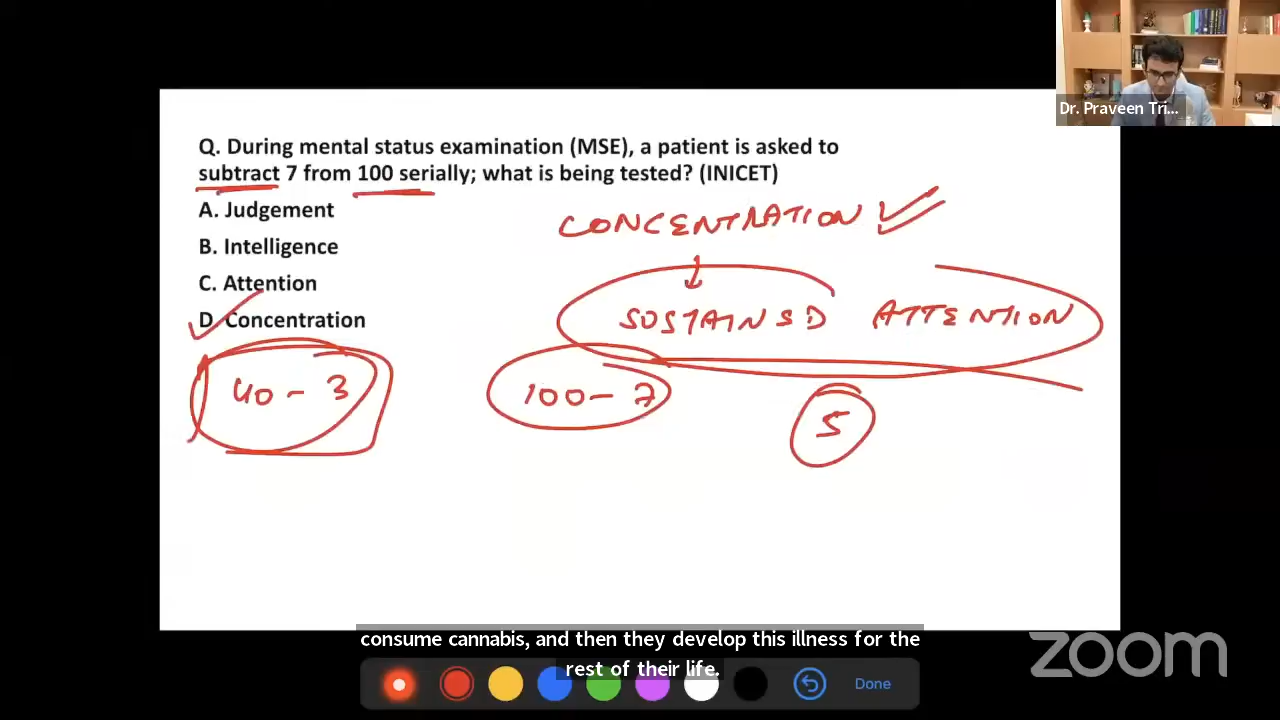 Dr. Praveen Tri...
Q. During mental status examination (MSE), a patient is asked to
subtract 7 from 100 serially; what is being tested? (INICET)
A. Judgement
B. Intelligence
C. Attention
D. Concentration
CONCENTRATION
SUSTAINED ATTENTION
40 - 3
100 - 7
5
consume cannabis, and then they develop this illness for the
rest of their life.
zoom
Done